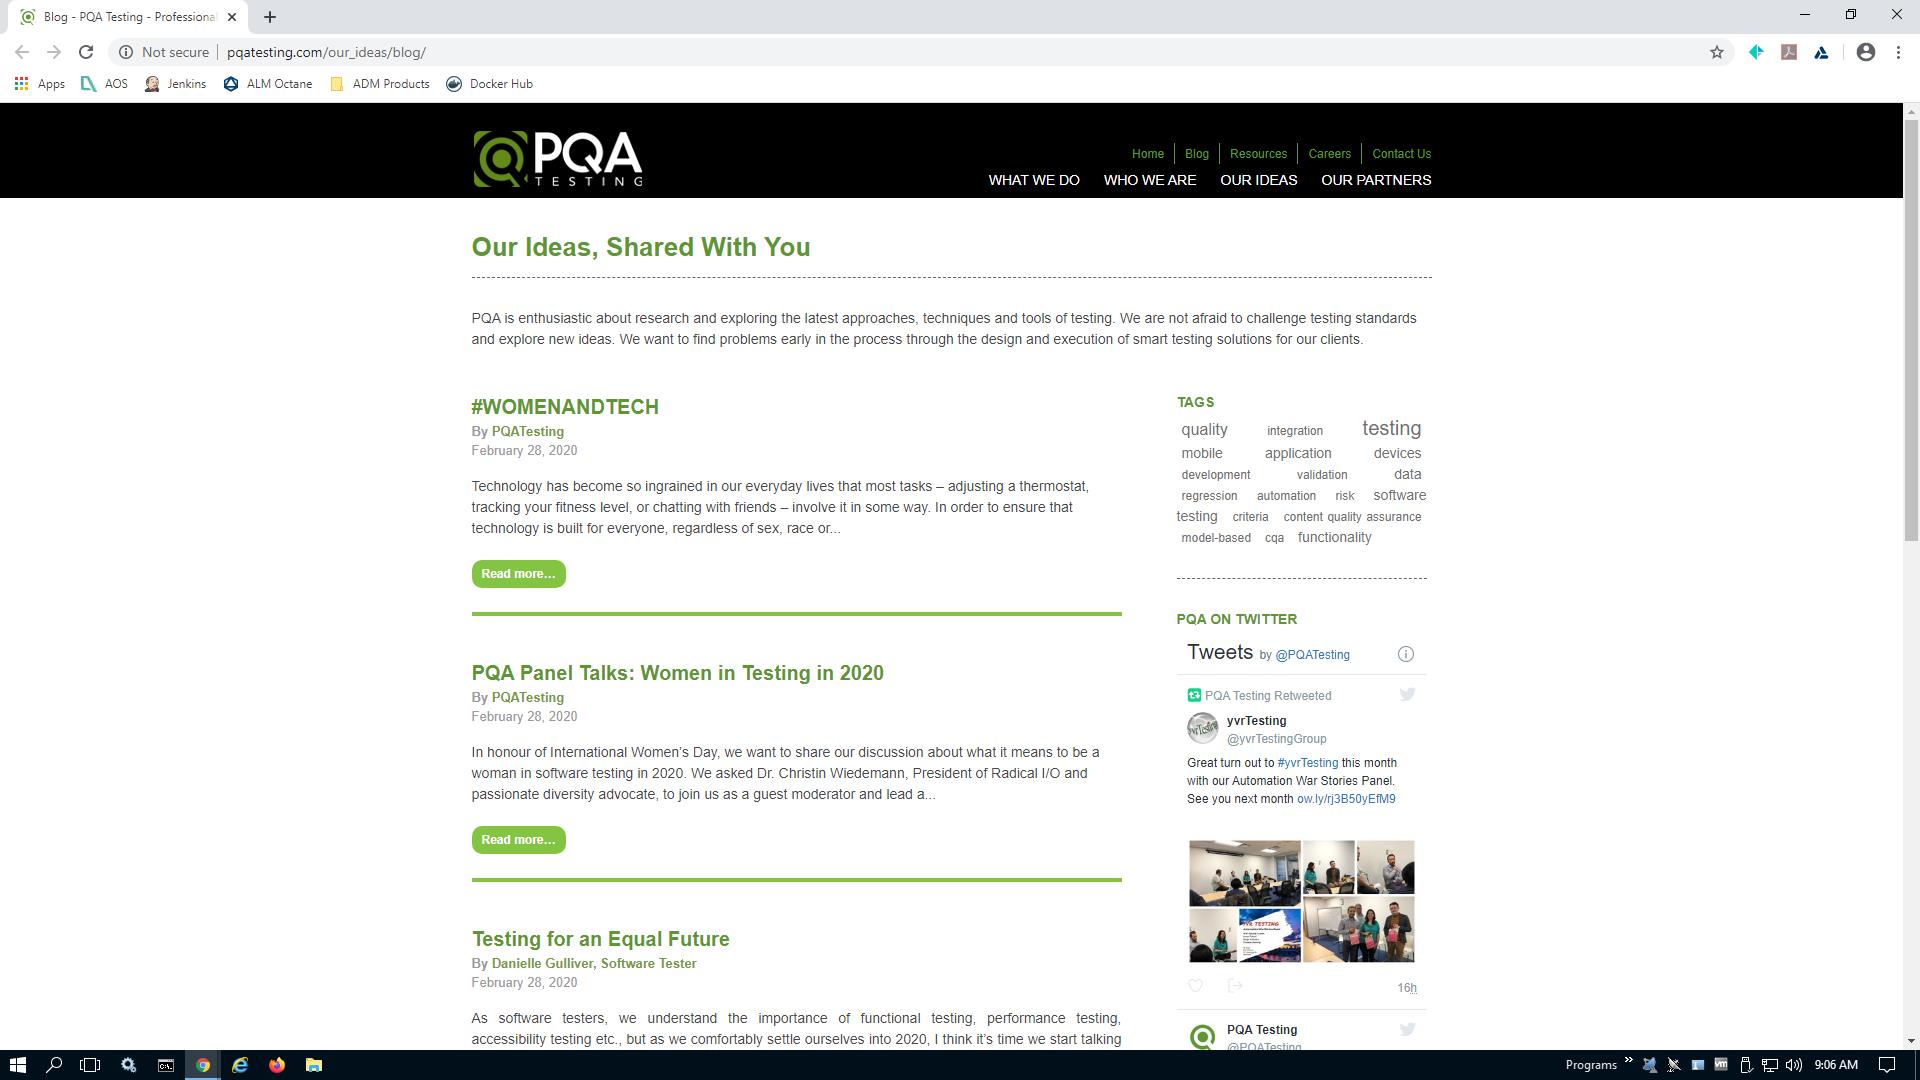 Blog - PQA Testing - Professional
Not secure
pqatesting.com/our_ideas/blog/
Apps
AOS
Jenkins
ALM Octane
ADM Products
Docker Hub
PQA
TESTING
Home
Blog
Resources
Careers
Contact Us
WHAT WE DO
WHO WE ARE
OUR IDEAS
OUR PARTNERS
Our Ideas, Shared With You
PQA is enthusiastic about research and exploring the latest approaches, techniques and tools of testing. We are not afraid to challenge testing standards
and explore new ideas. We want to find problems early in the process through the design and execution of smart testing solutions for our clients.
#WOMENANDTECH
By PQATesting
February 28, 2020
Technology has become so ingrained in our everyday lives that most tasks – adjusting a thermostat,
tracking your fitness level, or chatting with friends – involve it in some way. In order to ensure that
technology is built for everyone, regardless of sex, race or...
Read more...
PQA Panel Talks: Women in Testing in 2020
By PQATesting
February 28, 2020
In honour of International Women's Day, we want to share our discussion about what it means to be a
woman in software testing in 2020. We asked Dr. Christin Wiedemann, President of Radical I/O and
passionate diversity advocate, to join us as a guest moderator and lead a...
Read more...
Testing for an Equal Future
By Danielle Gulliver, Software Tester
February 28, 2020
As software testers, we understand the importance of functional testing, performance testing,
accessibility testing etc., but as we comfortably settle ourselves into 2020, I think it's time we start talking
TAGS
quality integration testing
mobile application devices
development validation data
regression automation risk software
testing criteria content quality assurance
model-based cqa functionality
PQA ON TWITTER
Tweets by @PQATesting
PQA Testing Retweeted
yvrTesting
@yvrTestingGroup
Great turn out to #yvrTesting this month
with our Automation War Stories Panel.
See you next month ow.ly/rj3B50yEfM9
YVR TESTING
16h
PQA Testing
@PQATesting
Programs
9:06 AM